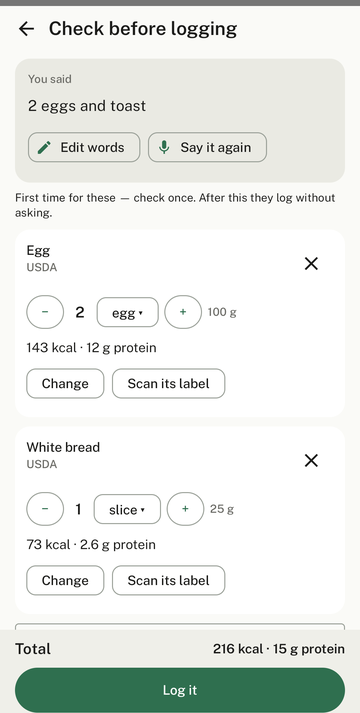 Check before logging
You said
2 eggs and toast
Edit words
Say it again
First time for these — check once. After this they log without
asking.
Egg
USDA
− 2 egg ▾ + 100 g
143 kcal · 12 g protein
Change
Scan its label
White bread
USDA
− 1 slice ▾ + 25 g
73 kcal · 2.6 g protein
Change
Scan its label
Total 216 kcal · 15 g protein
Log it